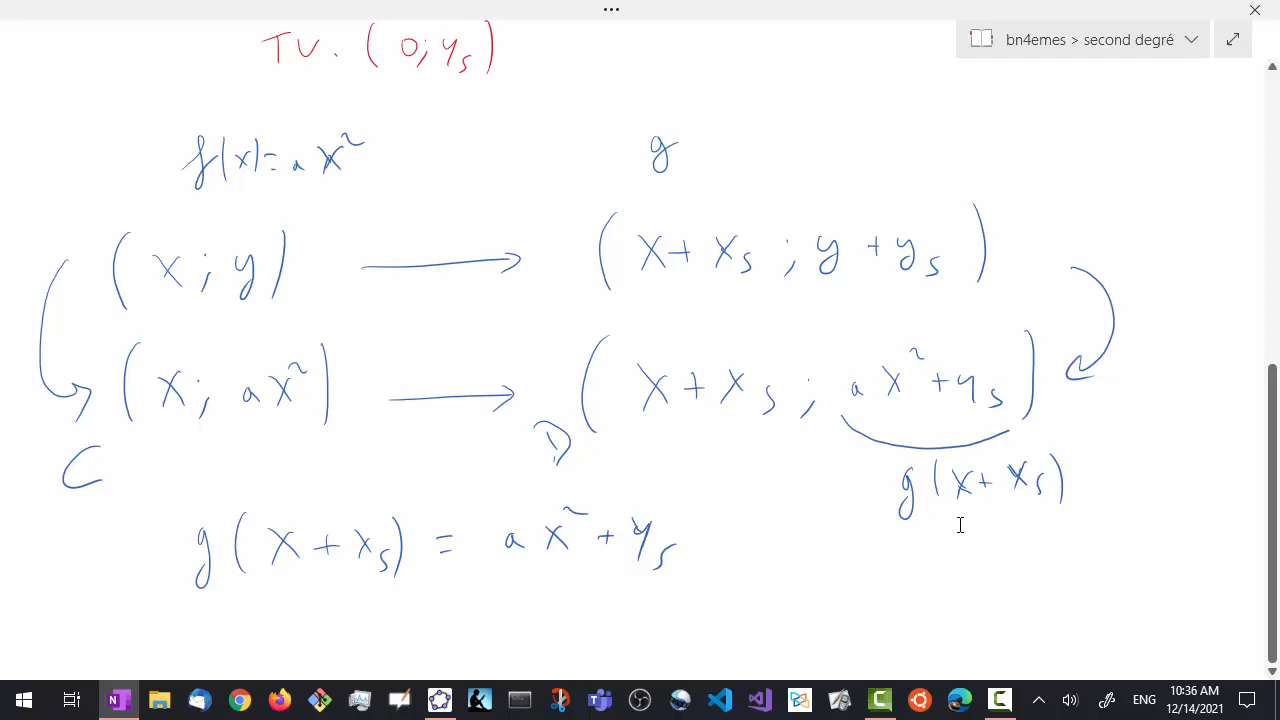 ...
bn4emes > second degré
TV. (0; yₛ)
f(x) = a x²
g
(x ; y) ⟶ (x + xₛ ; y + yₛ)
(x ; ax²) ⟶ (x + xₛ ; ax² + yₛ)
C
D
g(x + xₛ)
g(x + xₛ) = ax² + yₛ
ENG
10:36 AM
12/14/2021